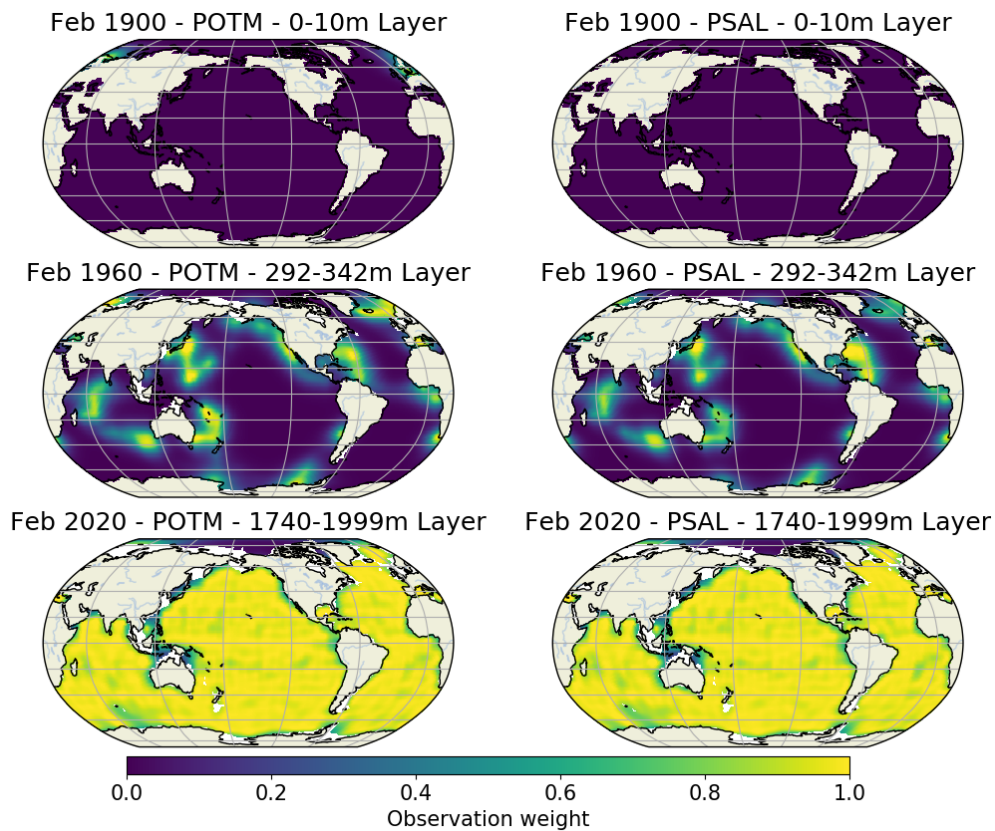 Feb 1900 - POTM - 0-10m Layer
Feb 1900 - PSAL - 0-10m Layer
Feb 1960 - POTM - 292-342m Layer
Feb 1960 - PSAL - 292-342m Layer
Feb 2020 - POTM - 1740-1999m Layer
Feb 2020 - PSAL - 1740-1999m Layer
0.0 0.2 0.4 0.6 0.8 1.0
Observation weight